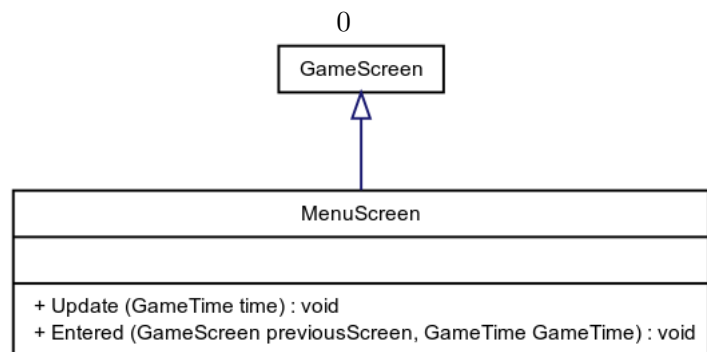 0
GameScreen
MenuScreen
+ Update (GameTime time) : void
+ Entered (GameScreen previousScreen, GameTime GameTime) : void